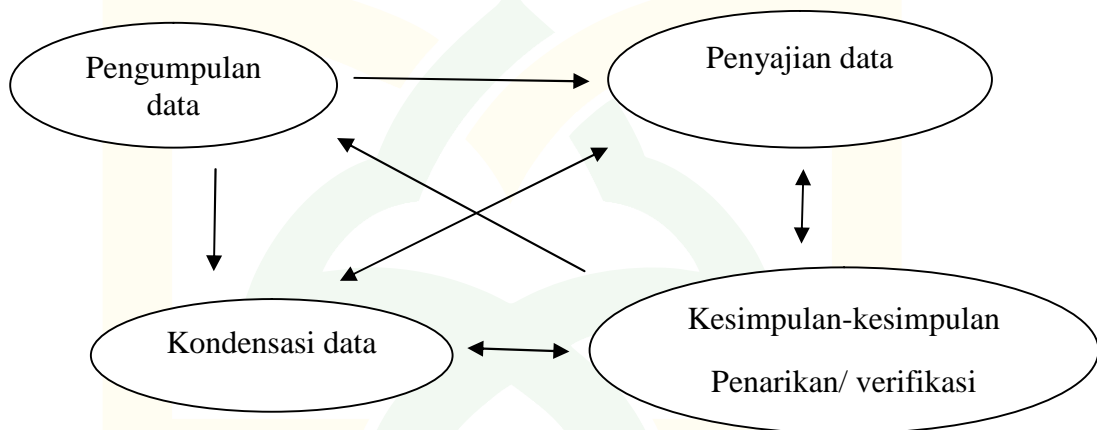 Pengumpulan
data
Penyajian data
Kondensasi data
Kesimpulan-kesimpulan
Penarikan/ verifikasi